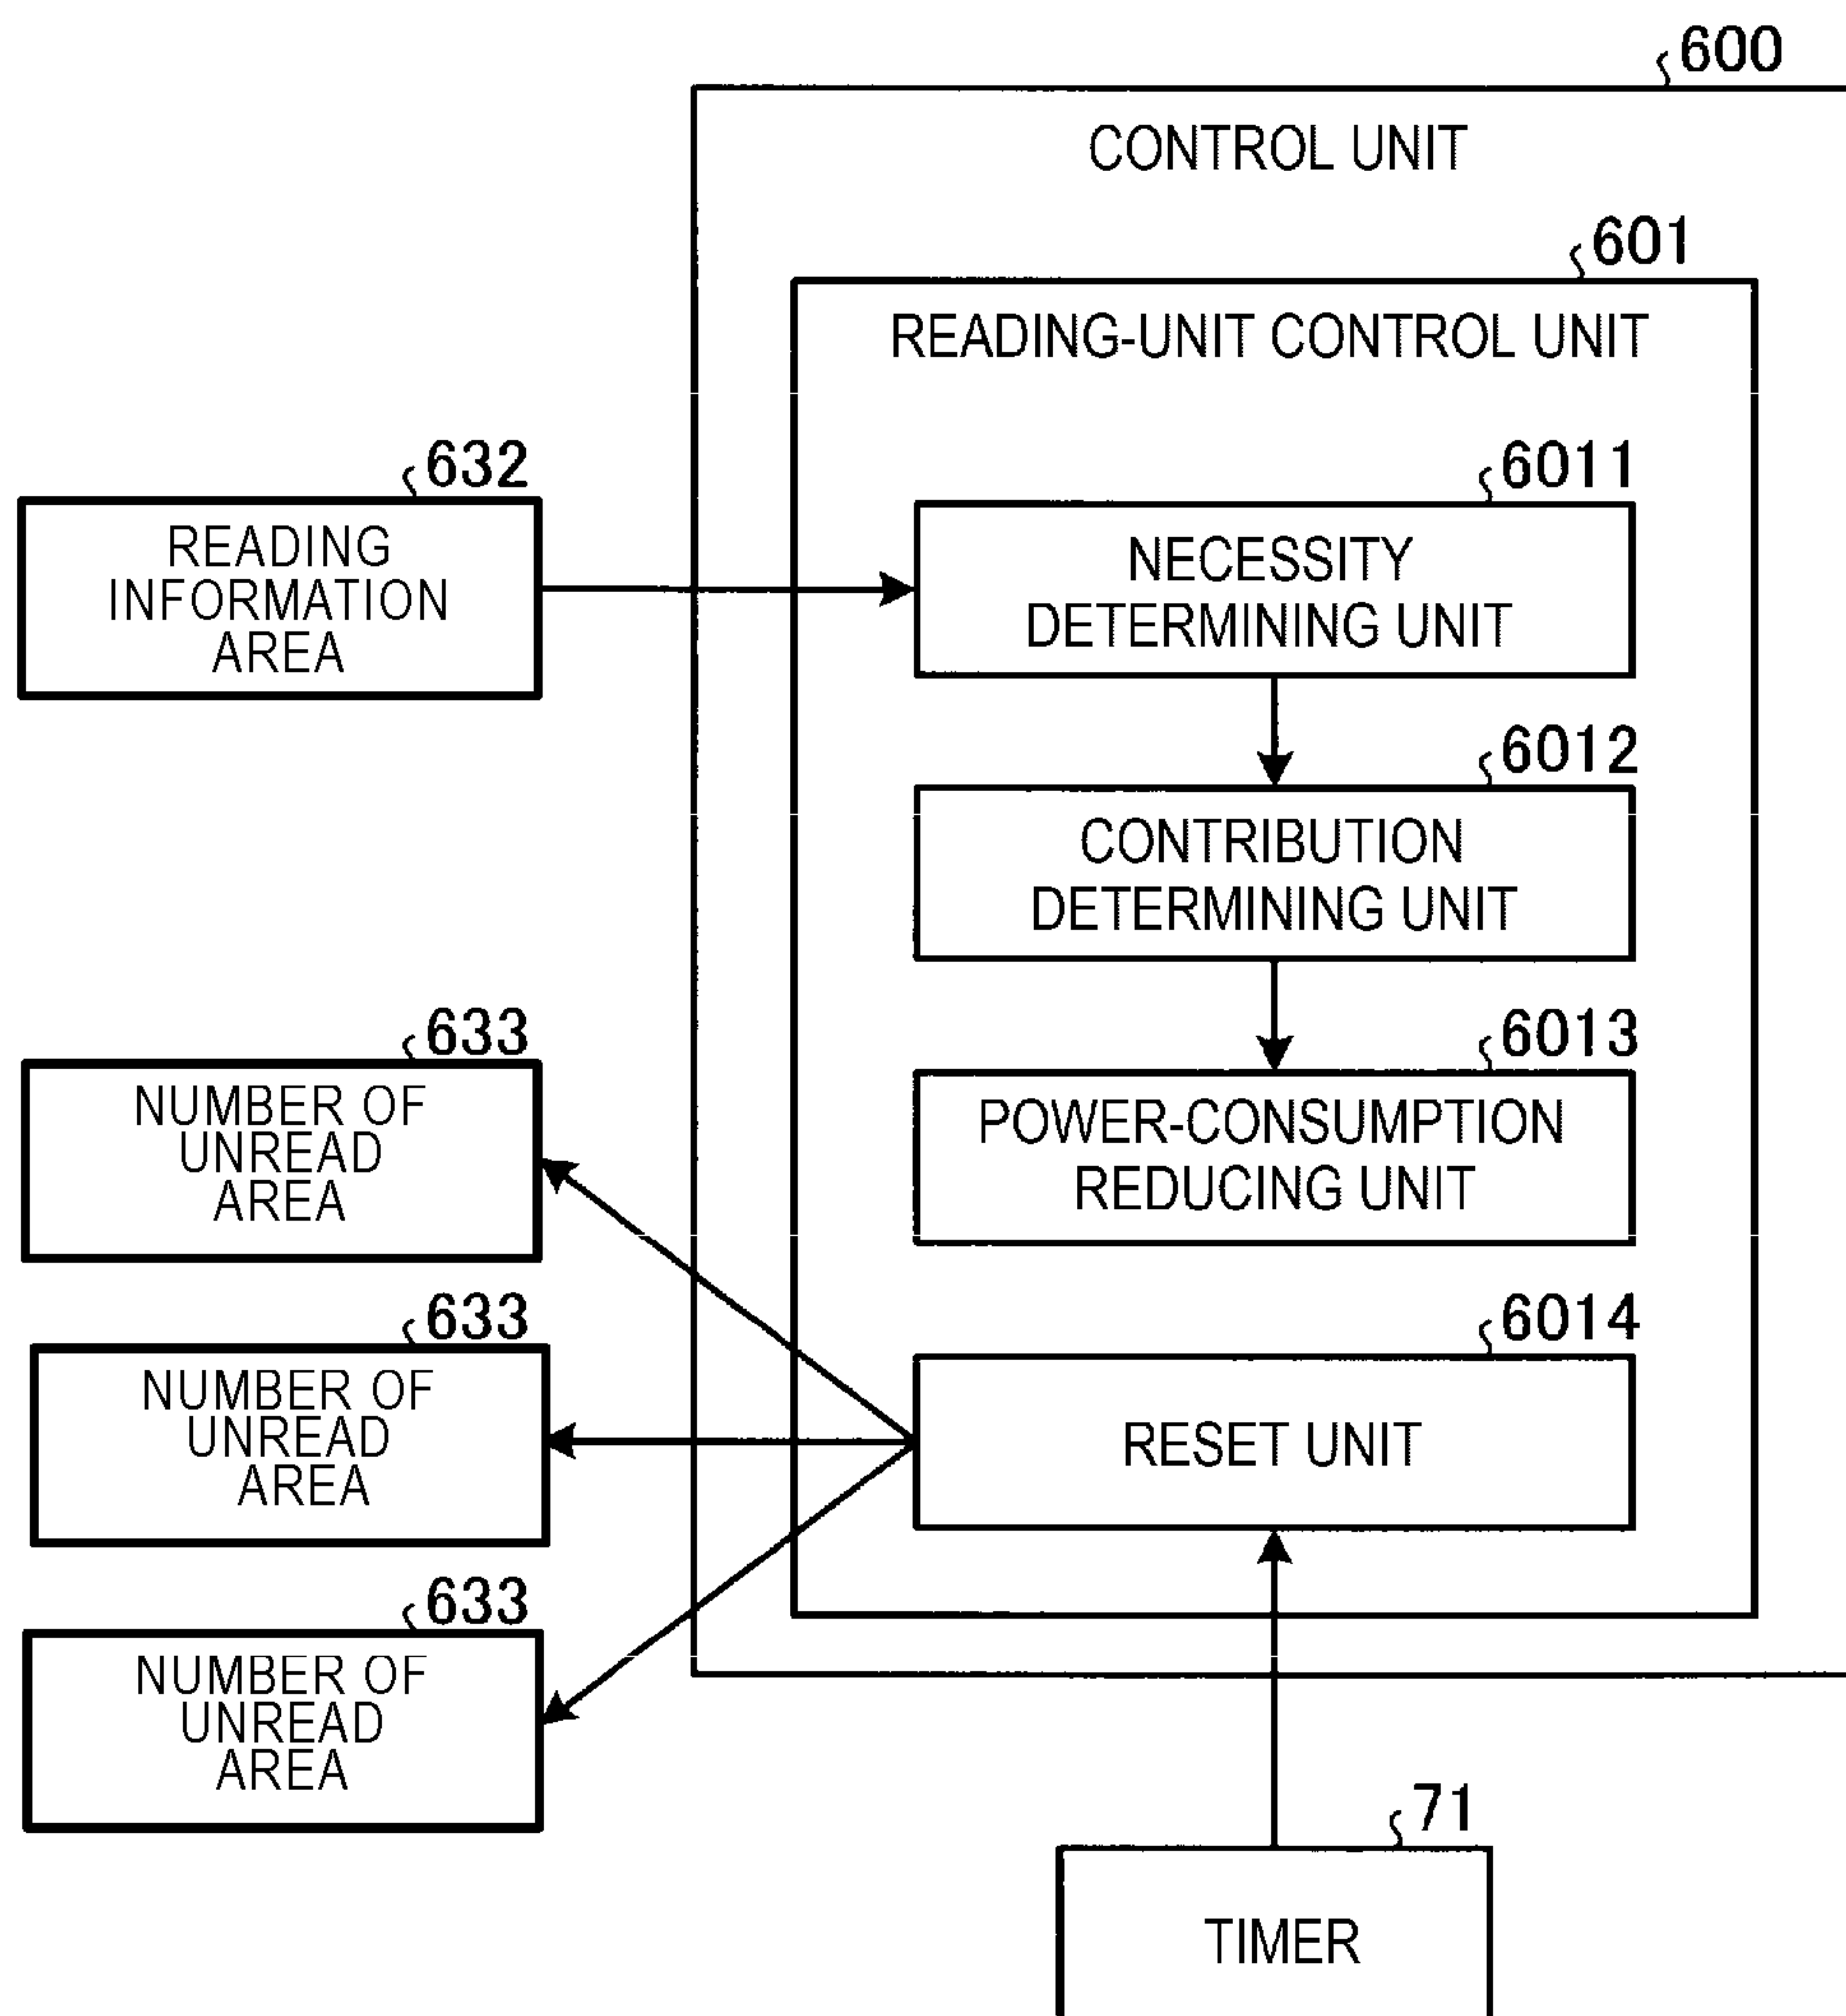 600
CONTROL UNIT
601
READING-UNIT CONTROL UNIT
632
READING
INFORMATION
AREA
6011
NECESSITY
DETERMINING UNIT
6012
CONTRIBUTION
DETERMINING UNIT
633
NUMBER OF
UNREAD
AREA
6013
POWER-CONSUMPTION
REDUCING UNIT
633
NUMBER OF
UNREAD
AREA
6014
RESET UNIT
633
NUMBER OF
UNREAD
AREA
71
TIMER